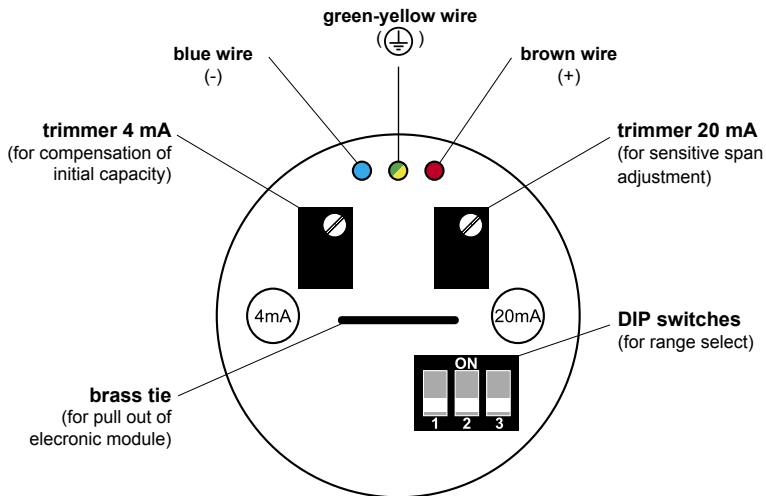 green-yellow wire
( )
blue wire
(-)
brown wire
(+)
trimmer 4 mA
(for compensation of
initial capacity)
trimmer 20 mA
(for sensitive span
adjustment)
4mA
20mA
DIP switches
(for range select)
ON
1 2 3
brass tie
(for pull out of
elecronic module)